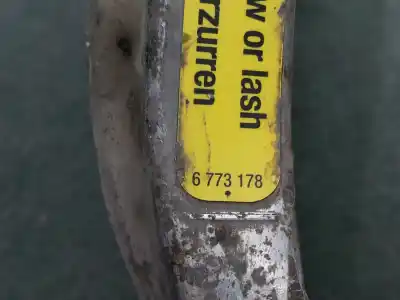 w or lash
rzurren
6 773 178